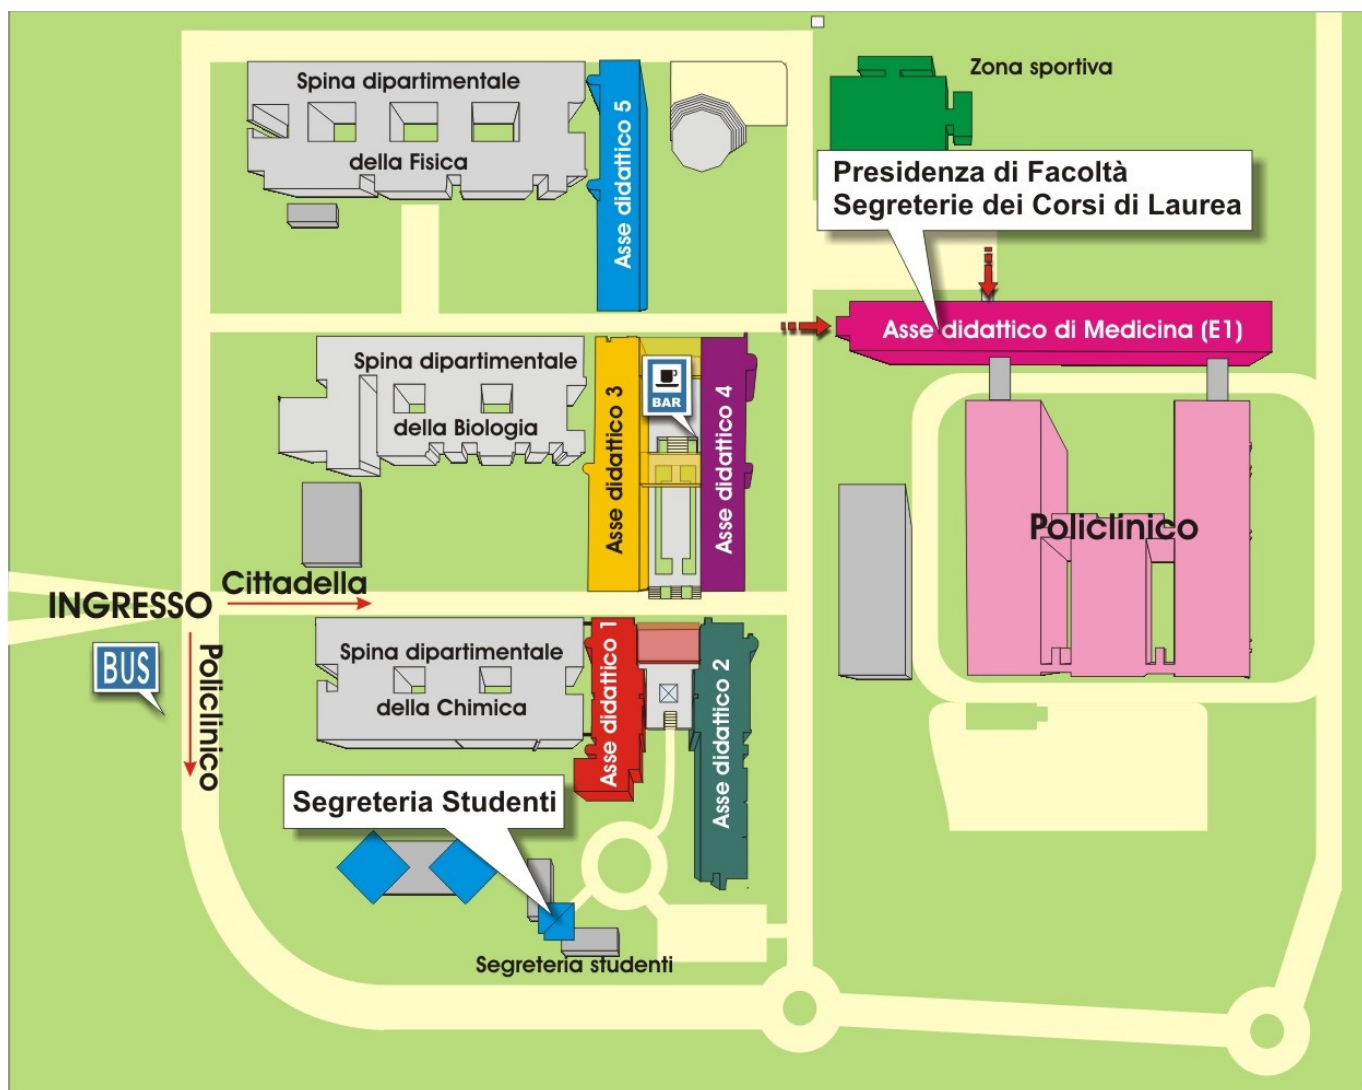 Spina dipartimentale
della Fisica
Asse didattico 5
Zona sportiva
Presidenza di Facoltà
Segreterie dei Corsi di Laurea
Asse didattico di Medicina (E1)
Spina dipartimentale
della Biologia
Asse didattico 3
BAR
Asse didattico 4
Policlinico
INGRESSO
Cittadella
BUS
Policlinico
Spina dipartimentale
della Chimica
Asse didattico 1
Asse didattico 2
Segreteria Studenti
Segreteria studenti